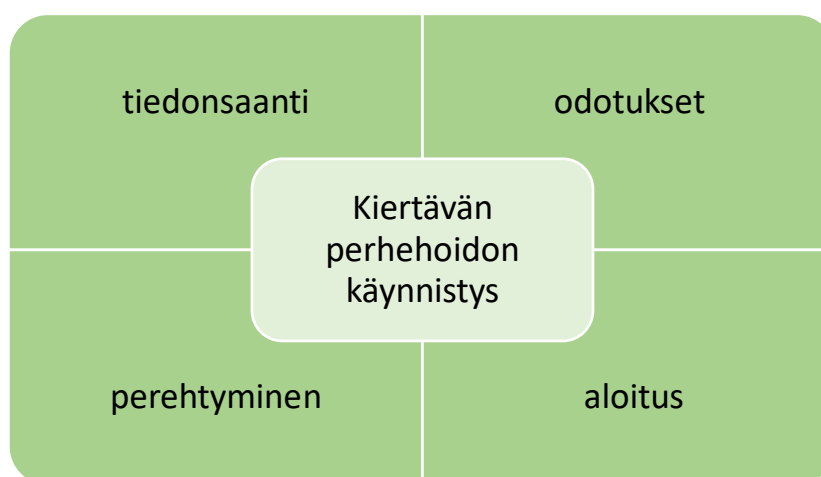 tiedonsaanti
odotukset
Kiertävän
perhehoidon
käynnistys
perehtyminen
aloitus